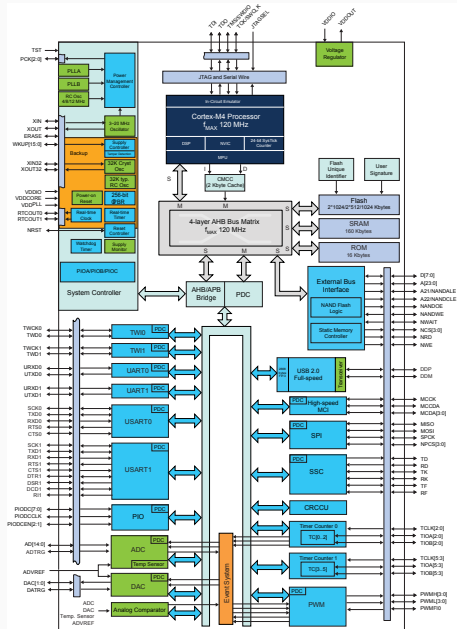 TDI
TDO
TMS/SWDIO
TCK/SWCLK
JTAGSEL
VDDIO
VDDOUT
TST
PCK[2:0]
System Controller
PLLA
PLLB
RC Osc
4/8/12 MHz
Power
Management
Controller
JTAG and Serial Wire
Voltage
Regulator
In-Circuit Emulator
Cortex-M4 Processor
fMAX 120 MHz
DSP
NVIC
24-bit SysTick
Counter
MPU
XIN
XOUT
ERASE
WKUP[15:0]
3–20 MHz
Oscillator
Backup
Supply
Controller
XIN32
XOUT32
32K Cryst
Osc
32K typ.
RC Osc
VDDIO
VDDCORE
VDDPLL
RTCOUT0
RTCOUT1
Power-on
Reset
256-bit
GPBR
Real-time
Clock
Real-time
Timer
NRST
Reset
Controller
Watchdog
Timer
Supply
Monitor
PIOA/PIOB/PIOC
I
D
CMCC
(2 Kbyte Cache)
S
M
M
4-layer AHB Bus Matrix
fMAX 120 MHz
S
S
S
S
M
M
S
Flash
Unique
Identifier
User
Signature
Flash
2*1024/2*512/1024 Kbytes
SRAM
160 Kbytes
ROM
16 Kbytes
AHB/APB
Bridge
PDC
External Bus
Interface
NAND Flash
Logic
Static Memory
Controller
D[7:0]
A[23:0]
A21/NANDALE
A22/NANDCLE
NANDOE
NANDWE
NWAIT
NCS[3:0]
NRD
NWE
TWCK0
TWD0
TWI0
PDC
TWCK1
TWD1
TWI1
PDC
URXD0
UTXD0
UART0
PDC
URXD1
UTXD1
UART1
PDC
SCK0
TXD0
RXD0
RTS0
CTS0
USART0
PDC
SCK1
TXD1
RXD1
RTS1
CTS1
DTR1
DSR1
DCD1
RI1
USART1
PDC
PIODC[7:0]
PIODCCLK
PIODCEN[2:1]
PIO
PDC
AD[14:0]
ADTRG
ADC
PDC
Temp Sensor
ADVREF
DAC[1:0]
DATRG
DAC
PDC
ADC
DAC
Temp. Sensor
ADVREF
Analog Comparator
Event System
USB 2.0
Full-speed
Transceiver
DDP
DDM
PDC
High-speed
MCI
MCCK
MCCDA
MCDA[3:0]
PDC
SPI
MISO
MOSI
SPCK
NPCS[3:0]
PDC
SSC
TD
RD
TK
RK
TF
RF
CRCCU
Timer Counter 0
TC[0..2]
TCLK[2:0]
TIOA[2:0]
TIOB[2:0]
Timer Counter 1
TC[3..5]
TCLK[5:3]
TIOA[5:3]
TIOB[5:3]
PDC
PWM
PWMH[3:0]
PWML[3:0]
PWMFI0